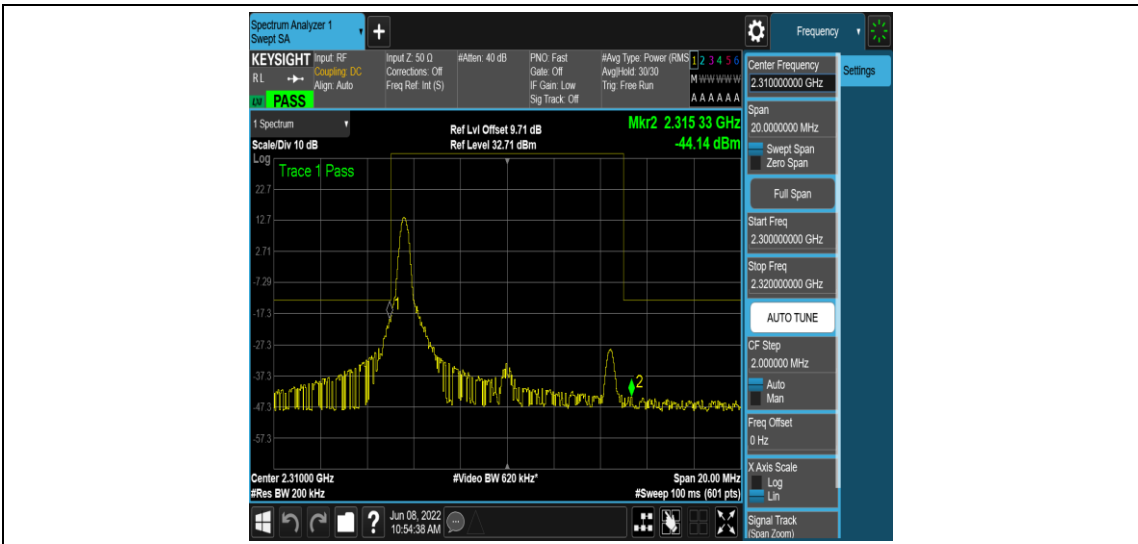 Spectrum Analyzer 1
Swept SA
+
Frequency
KEYSIGHT
RL
LXI PASS
Input: RF
Coupling: DC
Align: Auto
Input Z: 50 Ω
Corrections: Off
Freq Ref: Int (S)
#Atten: 40 dB
PNO: Fast
Gate: Off
IF Gain: Low
Sig Track: Off
#Avg Type: Power (RMS
Avg|Hold: 30/30
Trig: Free Run
1 2 3 4 5 6
M W W W W W
A A A A A A
1 Spectrum
Scale/Div 10 dB
Ref Lvl Offset 9.71 dB
Ref Level 32.71 dBm
Mkr2 2.315 33 GHz
-44.14 dBm
Log
Trace 1 Pass
22.7
12.7
2.71
-7.29
-17.3
-27.3
-37.3
-47.3
-57.3
1
2
Center 2.31000 GHz
#Res BW 200 kHz
#Video BW 620 kHz*
Span 20.00 MHz
#Sweep 100 ms (601 pts)
?
Jun 08, 2022
10:54:38 AM
Center Frequency
2.310000000 GHz
Settings
Span
20.0000000 MHz
Swept Span
Zero Span
Full Span
Start Freq
2.300000000 GHz
Stop Freq
2.320000000 GHz
AUTO TUNE
CF Step
2.000000 MHz
Auto
Man
Freq Offset
0 Hz
X Axis Scale
Log
Lin
Signal Track
(Span Zoom)